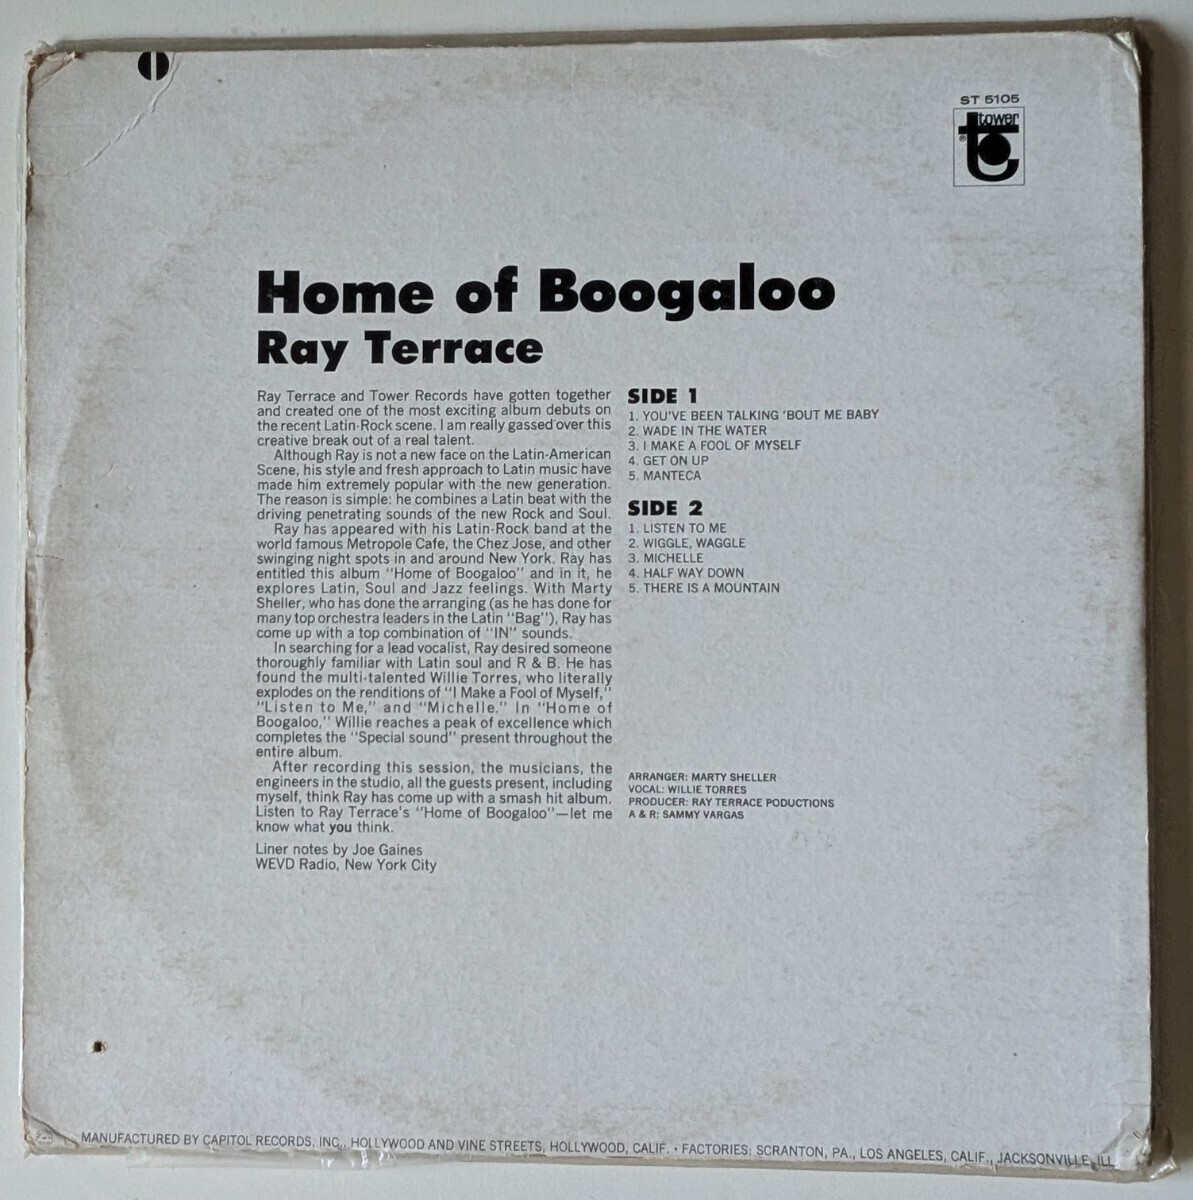 ST 5105
tower
Home of Boogaloo
Ray Terrace
Ray Terrace and Tower Records have gotten together
and created one of the most exciting album debuts on
the recent Latin-Rock scene. I am really gassed over this
creative break out of a real talent.
Although Ray is not a new face on the Latin-American
Scene, his style and fresh approach to Latin music have
made him extremely popular with the new generation.
The reason is simple: he combines a Latin beat with the
driving penetrating sounds of the new Rock and Soul.
Ray has appeared with his Latin-Rock band at the
world famous Metropole Cafe, the Chez Jose, and other
swinging night spots in and around New York. Ray has
entitled this album "Home of Boogaloo" and in it, he
explores Latin, Soul and Jazz feelings. With Marty
Sheller, who has done the arranging (as he has done for
many top orchestra leaders in the Latin "Bag"), Ray has
come up with a top combination of "IN" sounds.
In searching for a lead vocalist, Ray desired someone
thoroughly familiar with Latin soul and R & B. He has
found the multi-talented Willie Torres, who literally
explodes on the renditions of "I Make a Fool of Myself,"
"Listen to Me," and "Michelle." In "Home of
Boogaloo," Willie reaches a peak of excellence which
completes the "Special sound" present throughout the
entire album.
After recording this session, the musicians, the
engineers in the studio, all the guests present, including
myself, think Ray has come up with a smash hit album.
Listen to Ray Terrace's "Home of Boogaloo"—let me
know what you think.
Liner notes by Joe Gaines
WEVD Radio, New York City
SIDE 1
1. YOU'VE BEEN TALKING 'BOUT ME BABY
2. WADE IN THE WATER
3. I MAKE A FOOL OF MYSELF
4. GET ON UP
5. MANTECA
SIDE 2
1. LISTEN TO ME
2. WIGGLE, WAGGLE
3. MICHELLE
4. HALF WAY DOWN
5. THERE IS A MOUNTAIN
ARRANGER: MARTY SHELLER
VOCAL: WILLIE TORRES
PRODUCER: RAY TERRACE PODUCTIONS
A & R: SAMMY VARGAS
MANUFACTURED BY CAPITOL RECORDS, INC., HOLLYWOOD AND VINE STREETS, HOLLYWOOD, CALIF. • FACTORIES: SCRANTON, PA., LOS ANGELES, CALIF., JACKSONVILLE, ILL.